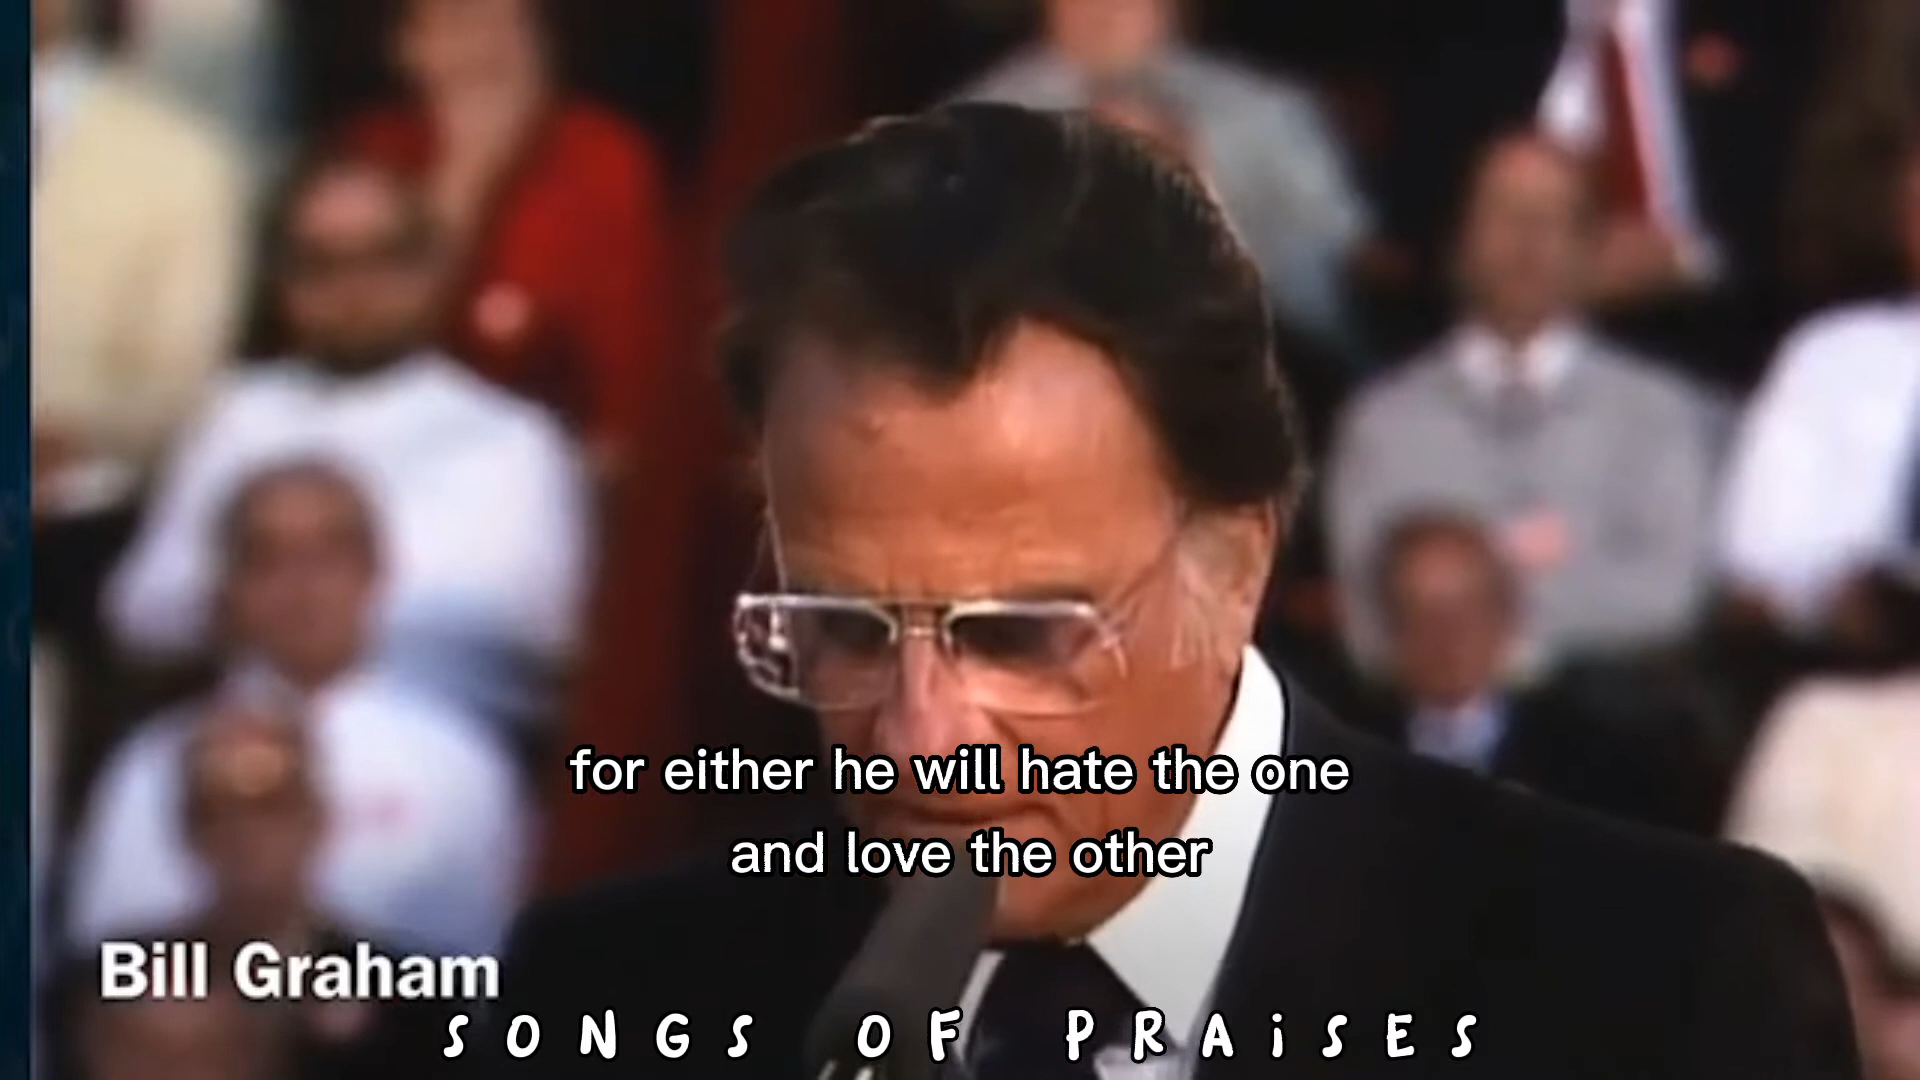 for either he will hate the one
and love the other
Bill Graham
SONGS OF PRAiSES